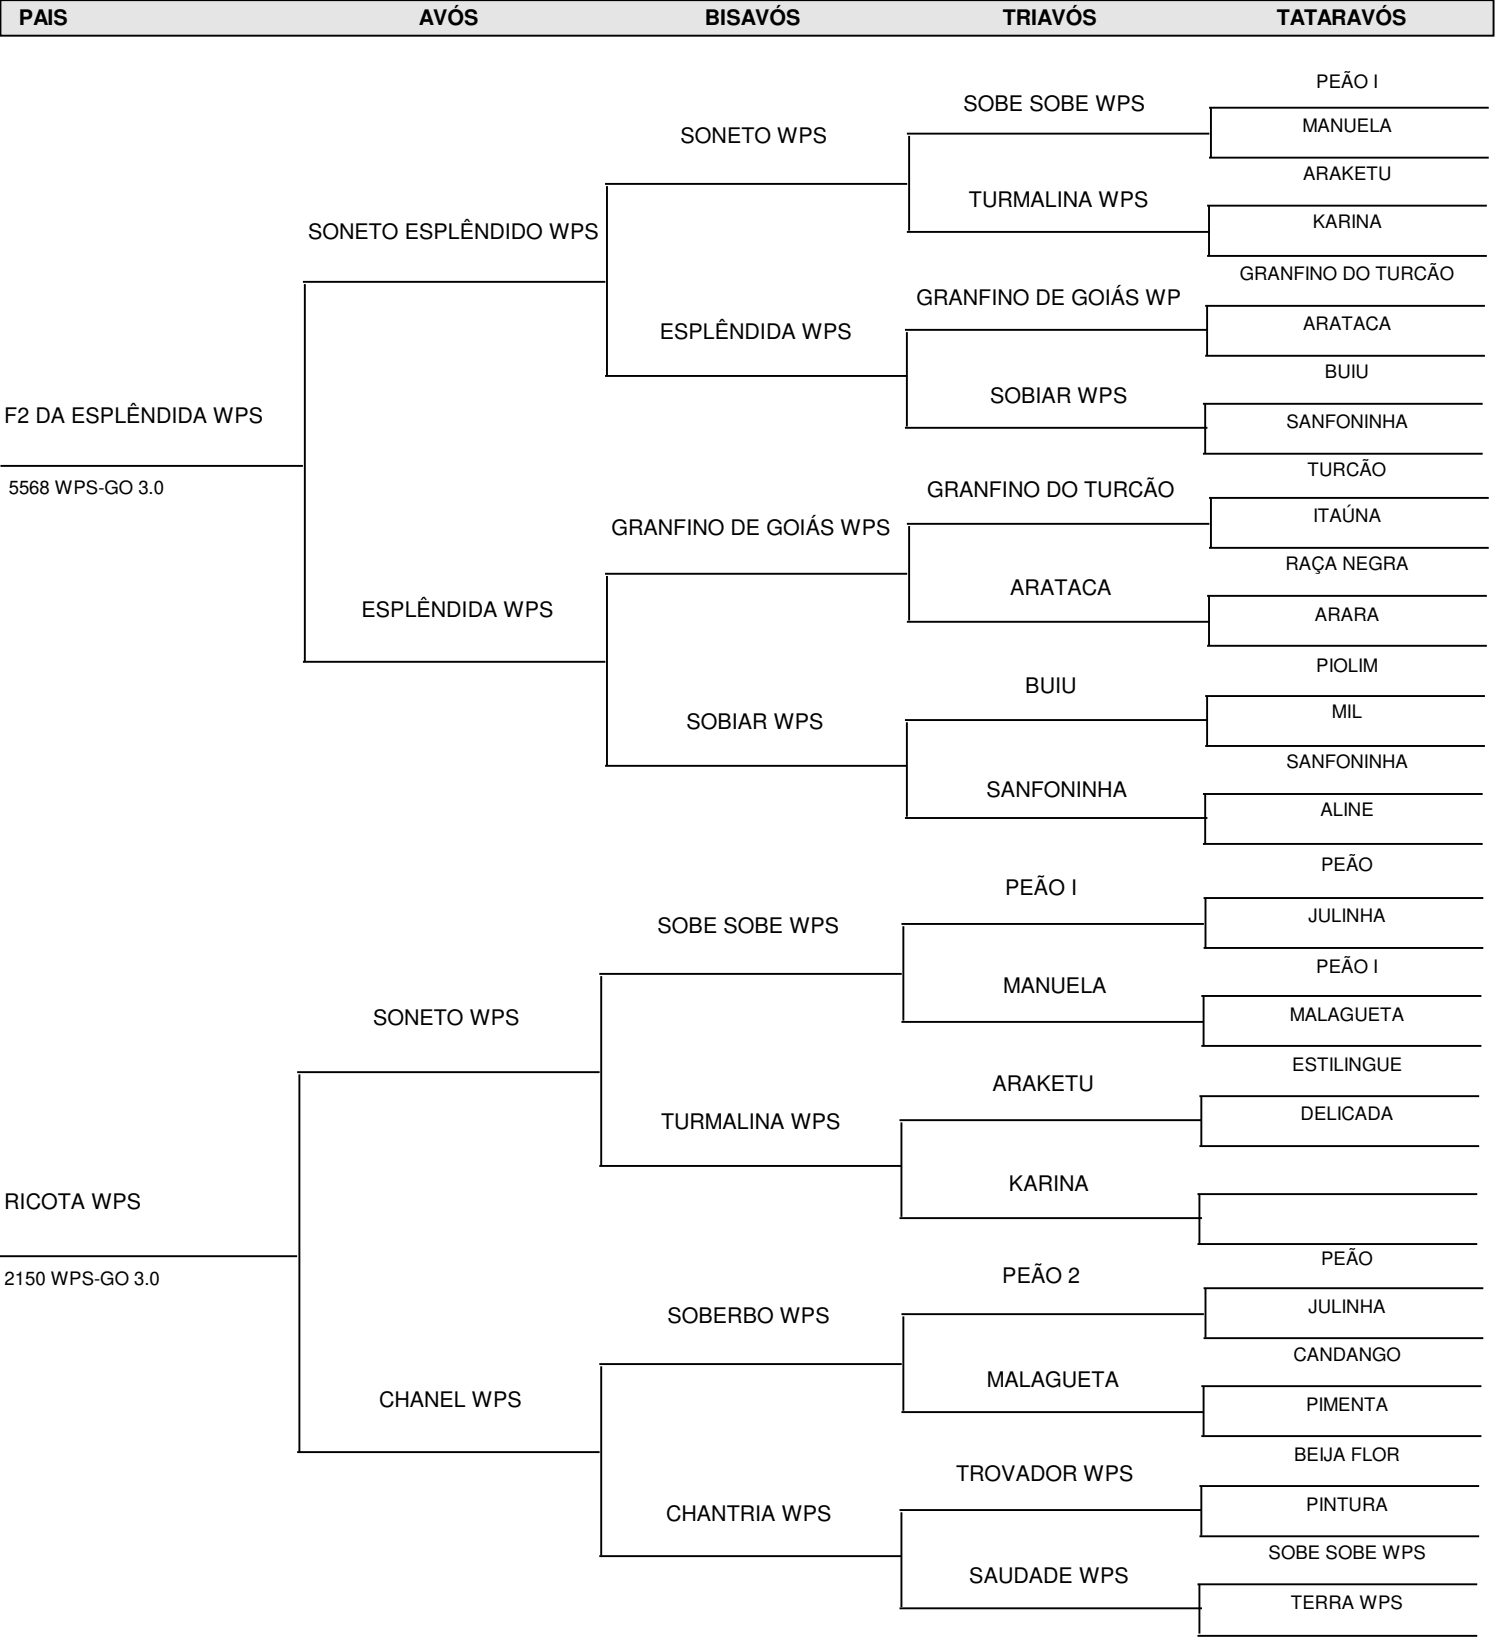 PAIS AVÓS BISAVÓS TRIAVÓS TATARAVÓS
PEÃO I
SOBE SOBE WPS
MANUELA
SONETO WPS
ARAKETU
TURMALINA WPS
KARINA
SONETO ESPLÊNDIDO WPS
GRANFINO DO TURCÃO
GRANFINO DE GOIÁS WP
ARATACA
ESPLÊNDIDA WPS
BUIU
SOBIAR WPS
SANFONINHA
F2 DA ESPLÊNDIDA WPS
TURCÃO
5568 WPS-GO 3.0
GRANFINO DO TURCÃO
ITAÚNA
GRANFINO DE GOIÁS WPS
RAÇA NEGRA
ARATACA
ESPLÊNDIDA WPS
ARARA
PIOLIM
BUIU
MIL
SOBIAR WPS
SANFONINHA
SANFONINHA
ALINE
PEÃO
PEÃO I
JULINHA
SOBE SOBE WPS
PEÃO I
MANUELA
MALAGUETA
SONETO WPS
ESTILINGUE
ARAKETU
DELICADA
TURMALINA WPS
KARINA
RICOTA WPS
PEÃO
PEÃO 2
2150 WPS-GO 3.0
JULINHA
SOBERBO WPS
CANDANGO
MALAGUETA
CHANEL WPS
PIMENTA
BEIJA FLOR
TROVADOR WPS
PINTURA
CHANTRIA WPS
SOBE SOBE WPS
SAUDADE WPS
TERRA WPS